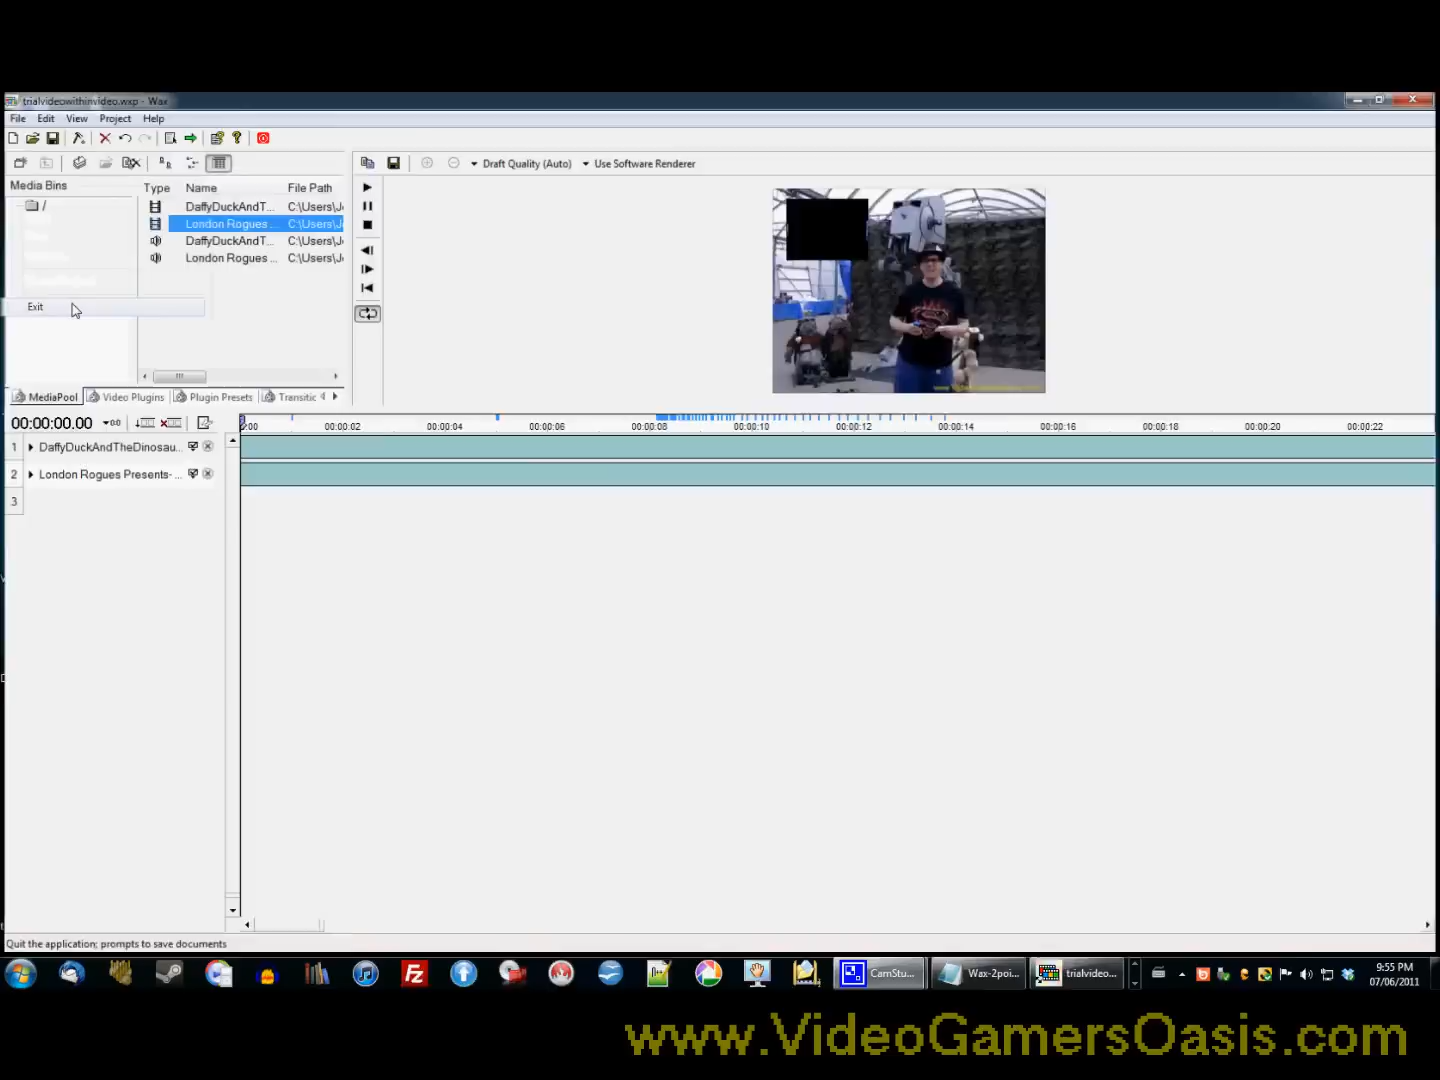 trialvideowithinvideo.wxp - Wax
File Edit View Project Help
Draft Quality (Auto) Use Software Renderer
Media Bins Type Name File Path
/ DaffyDuckAndT... C:\Users\J
London Rogues ... C:\Users\J
DaffyDuckAndT... C:\Users\J
London Rogues ... C:\Users\J
Exit
MediaPool Video Plugins Plugin Presets Transitic
00:00:00.00 00:00:02 00:00:04 00:00:06 00:00:08 00:00:10 00:00:12 00:00:14 00:00:16 00:00:18 00:00:20 00:00:22
1 DaffyDuckAndTheDinosau...
2 London Rogues Presents- ...
3
Quit the application; prompts to save documents
CamStu... Wax-2poi... trialvideo... 9:55 PM
07/06/2011
www.VideoGamersOasis.com